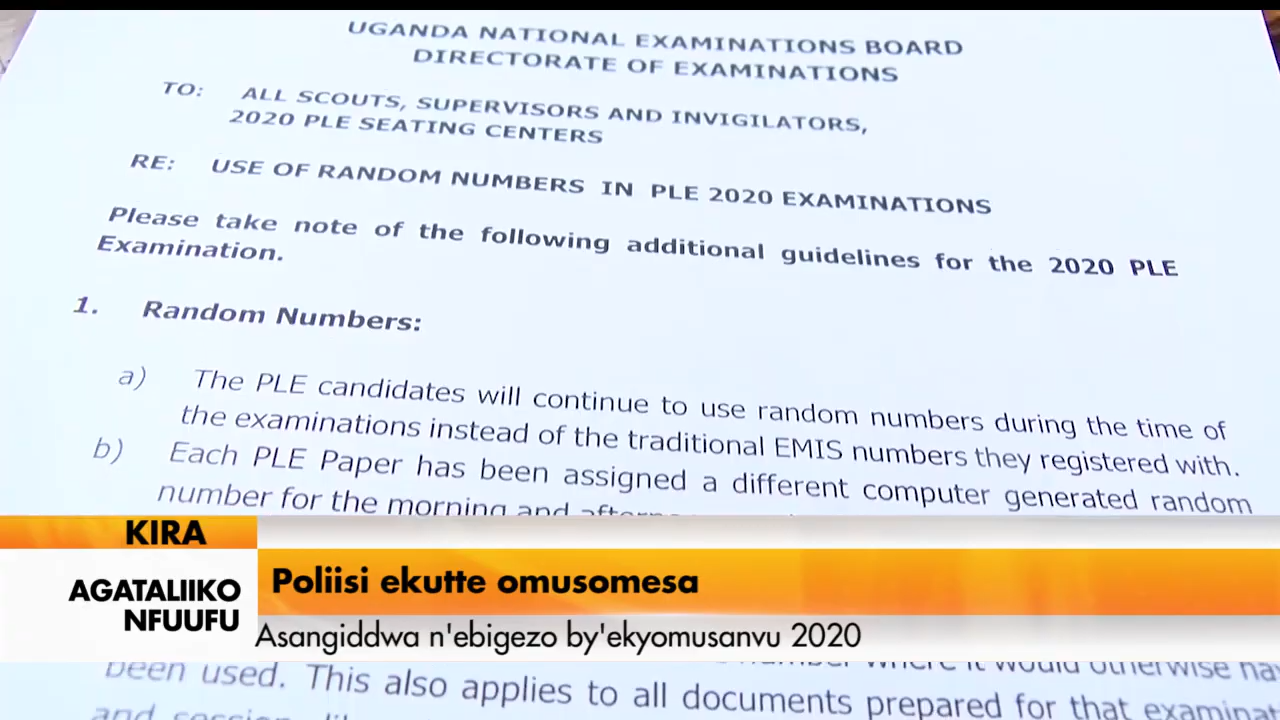 UGANDA NATIONAL EXAMINATIONS BOARD
DIRECTORATE OF EXAMINATIONS
TO: ALL SCOUTS, SUPERVISORS AND INVIGILATORS,
2020 PLE SEATING CENTERS
RE: USE OF RANDOM NUMBERS IN PLE 2020 EXAMINATIONS
Please take note of the following additional guidelines for the 2020 PLE
Examination.
1. Random Numbers:
a) The PLE candidates will continue to use random numbers during the time of
the examinations instead of the traditional EMIS numbers they registered with.
b) Each PLE Paper has been assigned a different computer generated random
number for the morning and
KIRA
AGATALIIKO
NFUUFU
Poliisi ekutte omusomesa
Asangiddwa n'ebigezo by'ekyomusanvu 2020
number where it would otherwise
been used. This also applies to all documents prepared for that